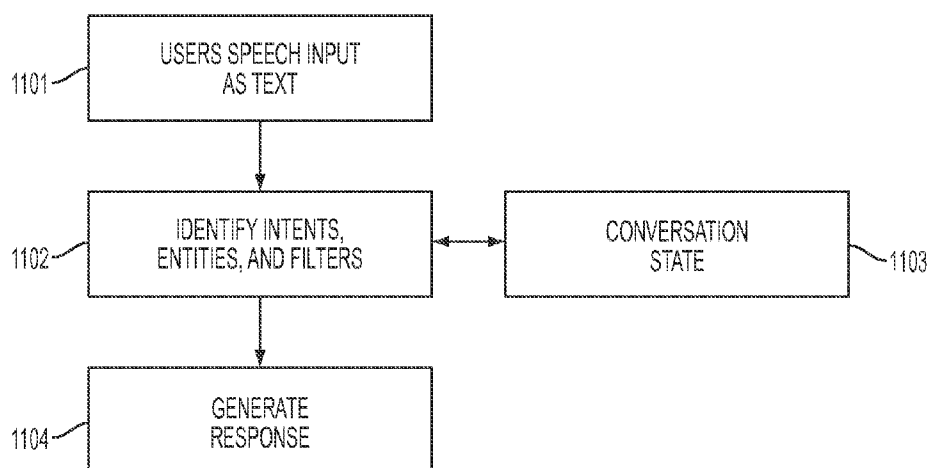 USERS SPEECH INPUT
AS TEXT
1101
IDENTIFY INTENTS,
ENTITIES, AND FILTERS
1102
CONVERSATION
STATE
1103
GENERATE
RESPONSE
1104